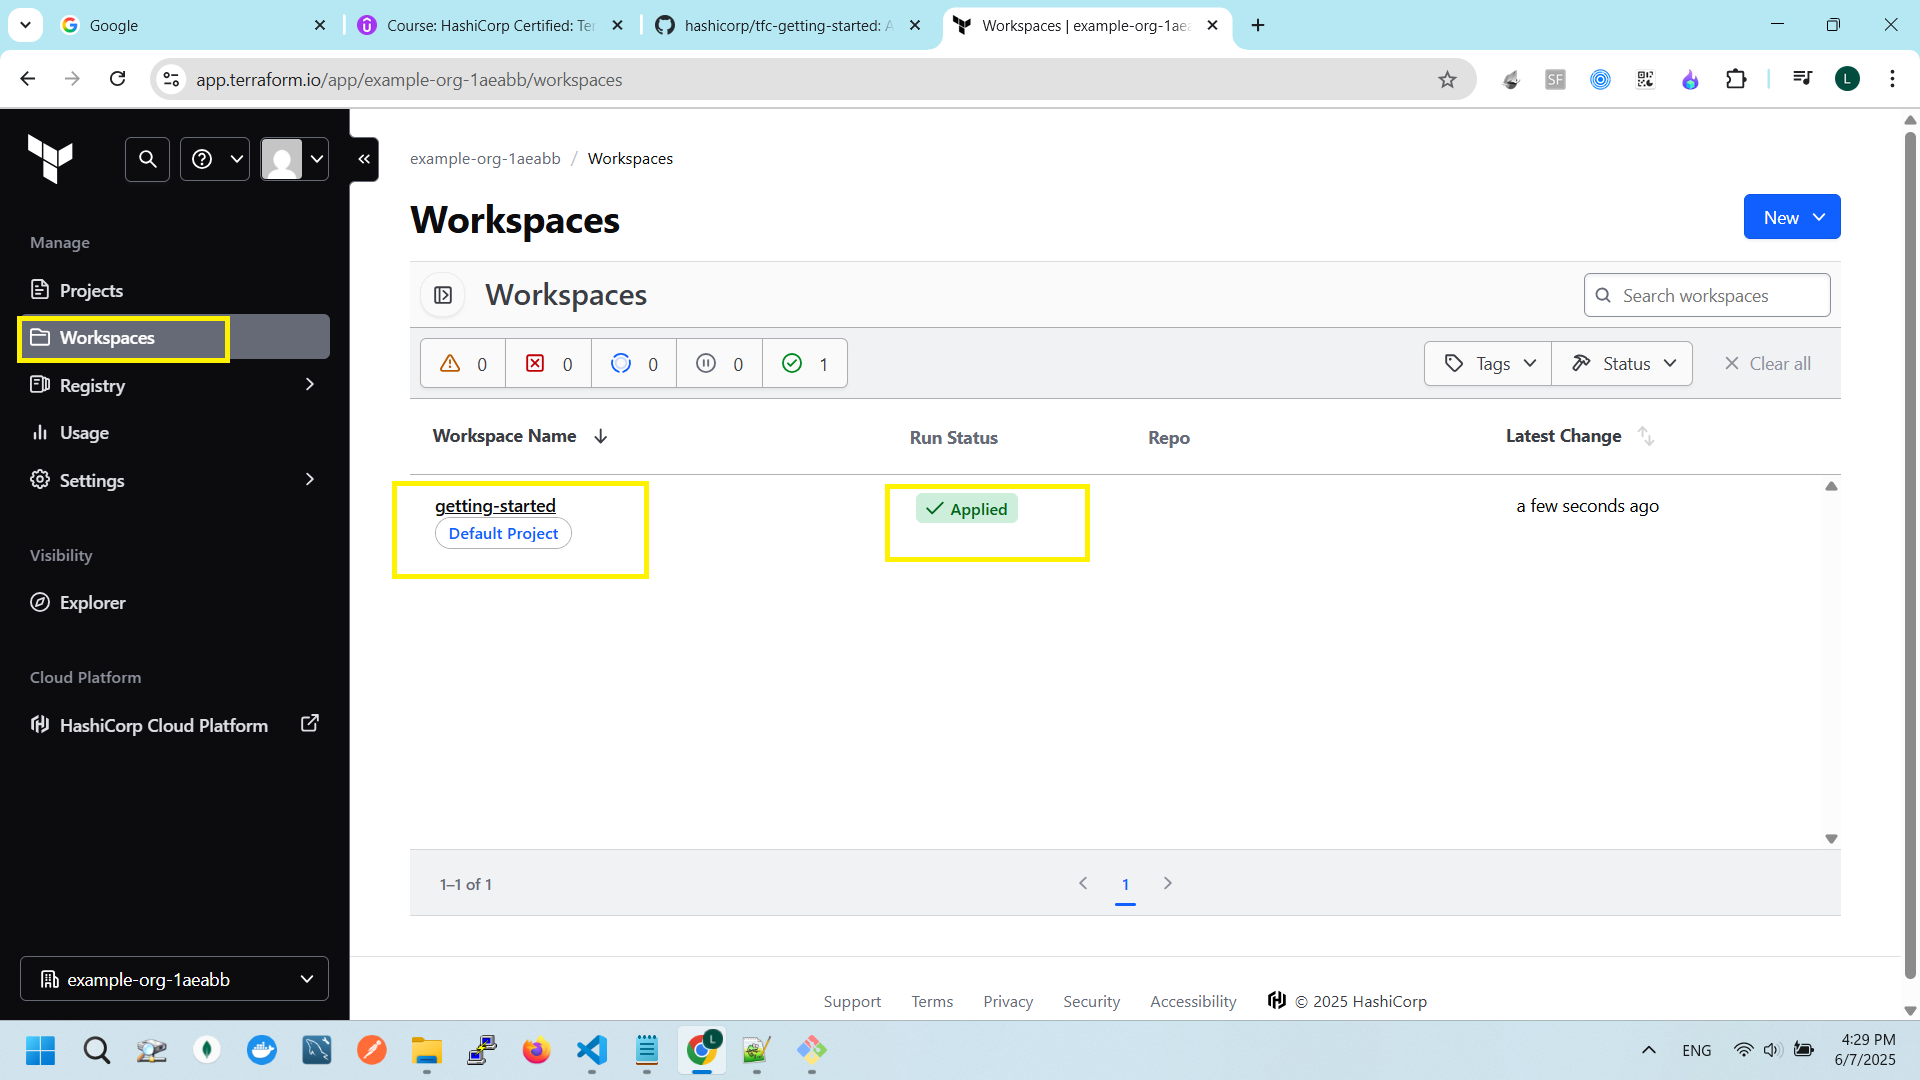 Google
Course: HashiCorp Certified: Ter
hashicorp/tfc-getting-started: A
Workspaces | example-org-1aea
app.terraform.io/app/example-org-1aeabb/workspaces
SF
L
example-org-1aeabb / Workspaces
Workspaces
New
Manage
Projects
Workspaces
Registry
Usage
Settings
Visibility
Explorer
Cloud Platform
HashiCorp Cloud Platform
example-org-1aeabb
Workspaces
Search workspaces
0 0 0 0 1
Tags Status Clear all
Workspace Name Run Status Repo Latest Change
getting-started Applied a few seconds ago
Default Project
1–1 of 1
1
Support Terms Privacy Security Accessibility © 2025 HashiCorp
L
ENG
4:29 PM
6/7/2025